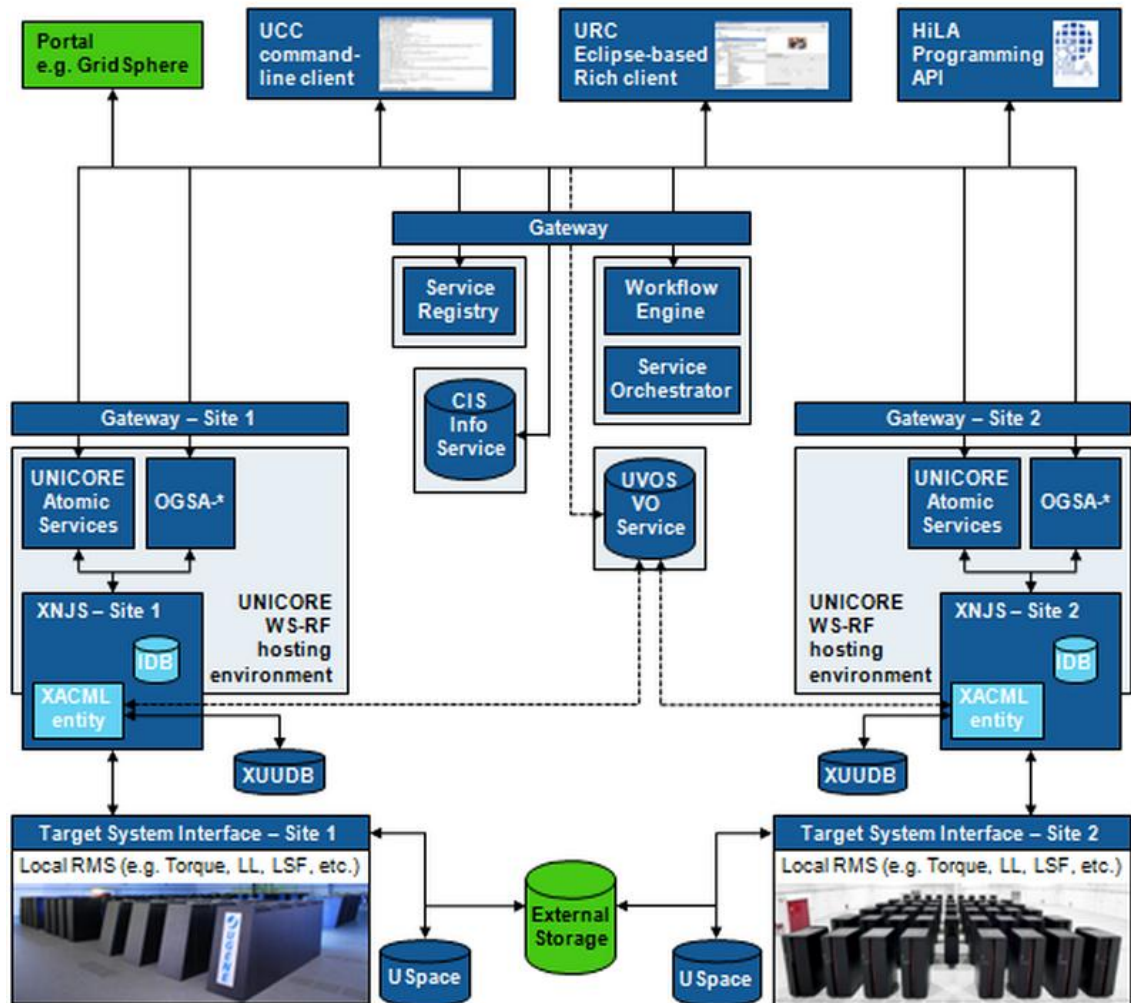 Portal
e.g. GridSphere
UCC
command-
line client
URC
Eclipse-based
Rich client
HiLA
Programming
API
Gateway
Service
Registry
Workflow
Engine
Service
Orchestrator
CIS
Info
Service
UVOS
VO
Service
Gateway – Site 1
UNICORE
Atomic
Services
OGSA-*
XNJS – Site 1
IDB
XACML
entity
UNICORE
WS-RF
hosting
environment
XUUDB
Gateway – Site 2
UNICORE
Atomic
Services
OGSA-*
UNICORE
WS-RF
hosting
environment
XNJS – Site 2
IDB
XACML
entity
XUUDB
Target System Interface – Site 1
Local RMS (e.g. Torque, LL, LSF, etc.)
JUGENE
USpace
External
Storage
Target System Interface – Site 2
Local RMS (e.g. Torque, LL, LSF, etc.)
USpace